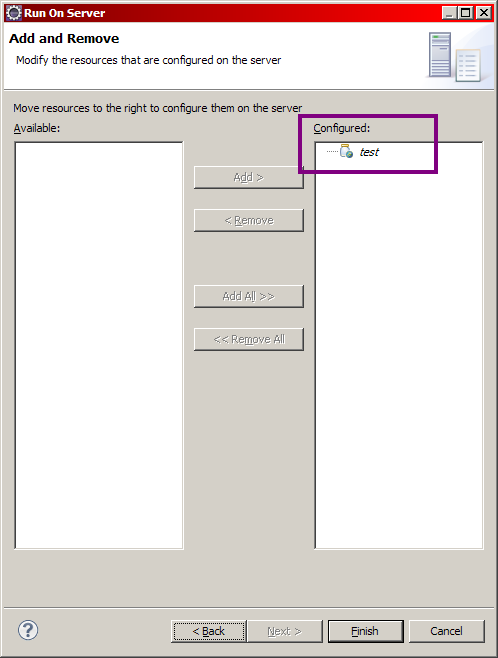 Run On Server
Add and Remove
Modify the resources that are configured on the server
Move resources to the right to configure them on the server
Available:
Configured:
test
Add >
< Remove
Add All >>
<< Remove All
?
< Back
Next >
Finish
Cancel